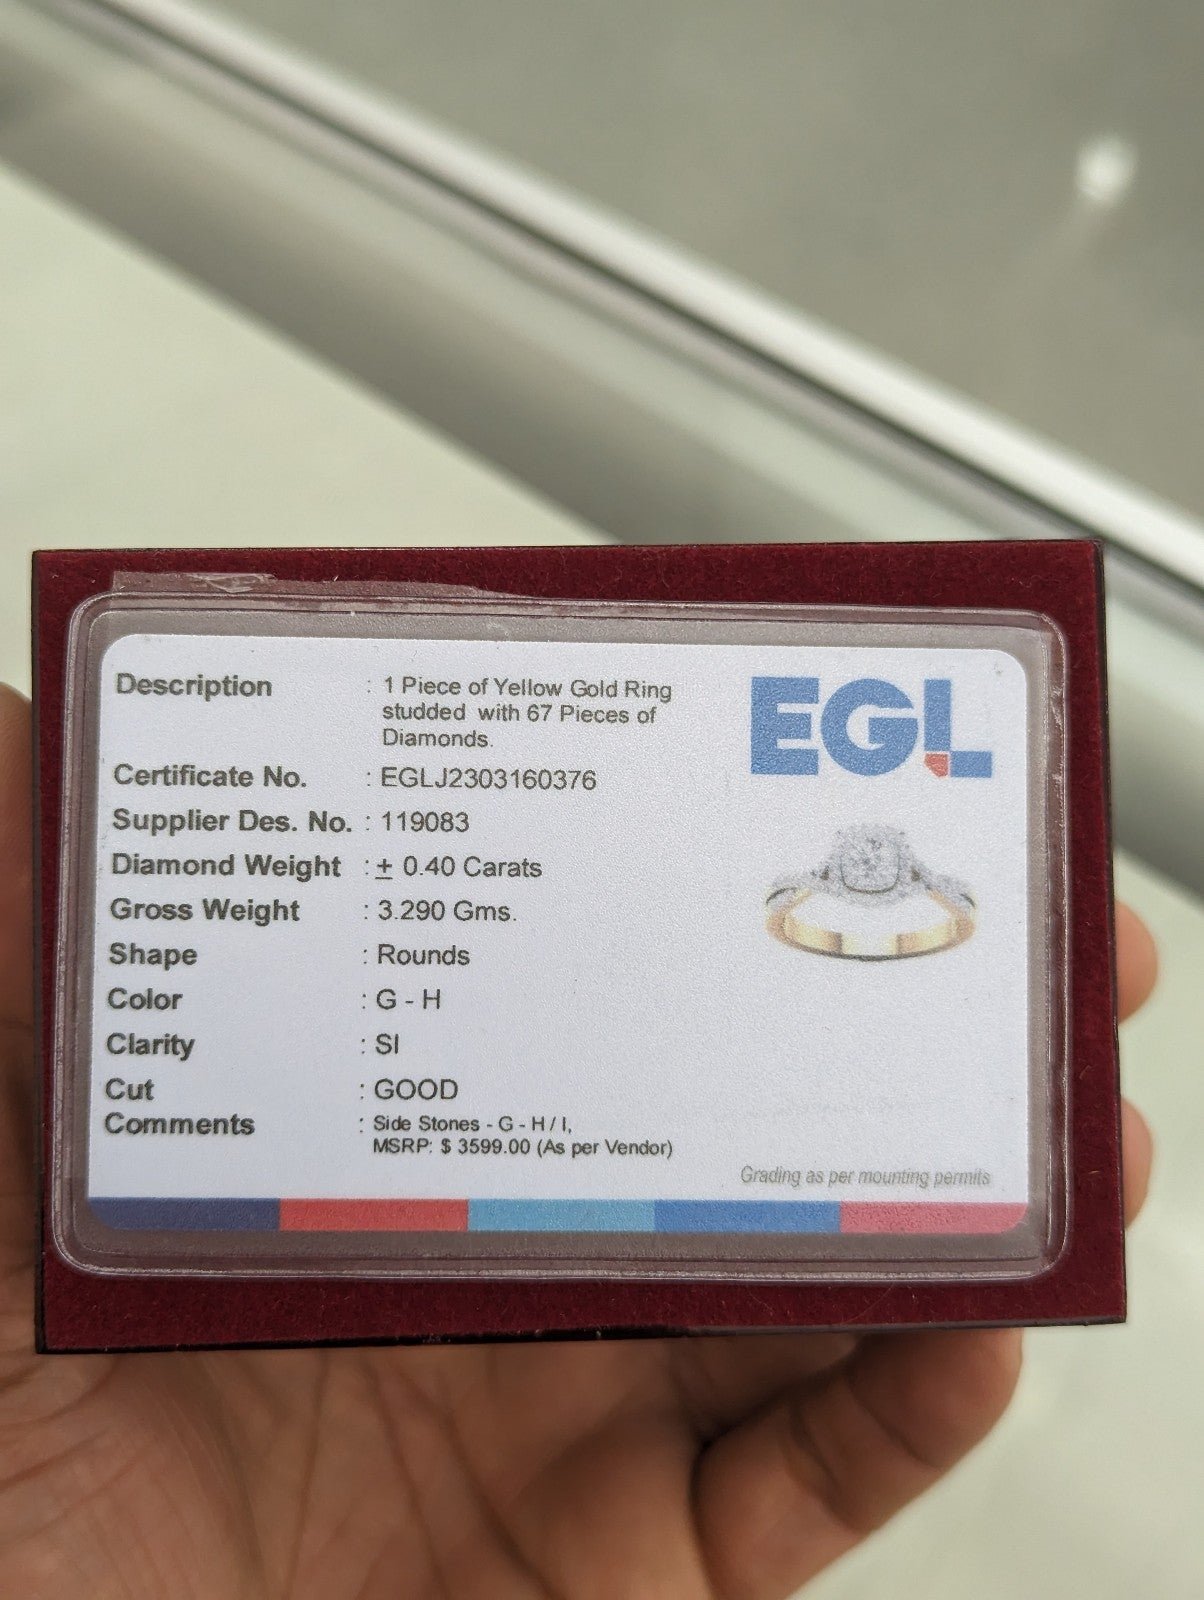 EGL
Description : 1 Piece of Yellow Gold Ring
studded with 67 Pieces of
Diamonds.
Certificate No. : EGLJ2303160376
Supplier Des. No. : 119083
Diamond Weight : ± 0.40 Carats
Gross Weight : 3.290 Gms.
Shape : Rounds
Color : G - H
Clarity : SI
Cut : GOOD
Comments : Side Stones - G - H / I,
MSRP: $ 3599.00 (As per Vendor)
Grading as per mounting permits